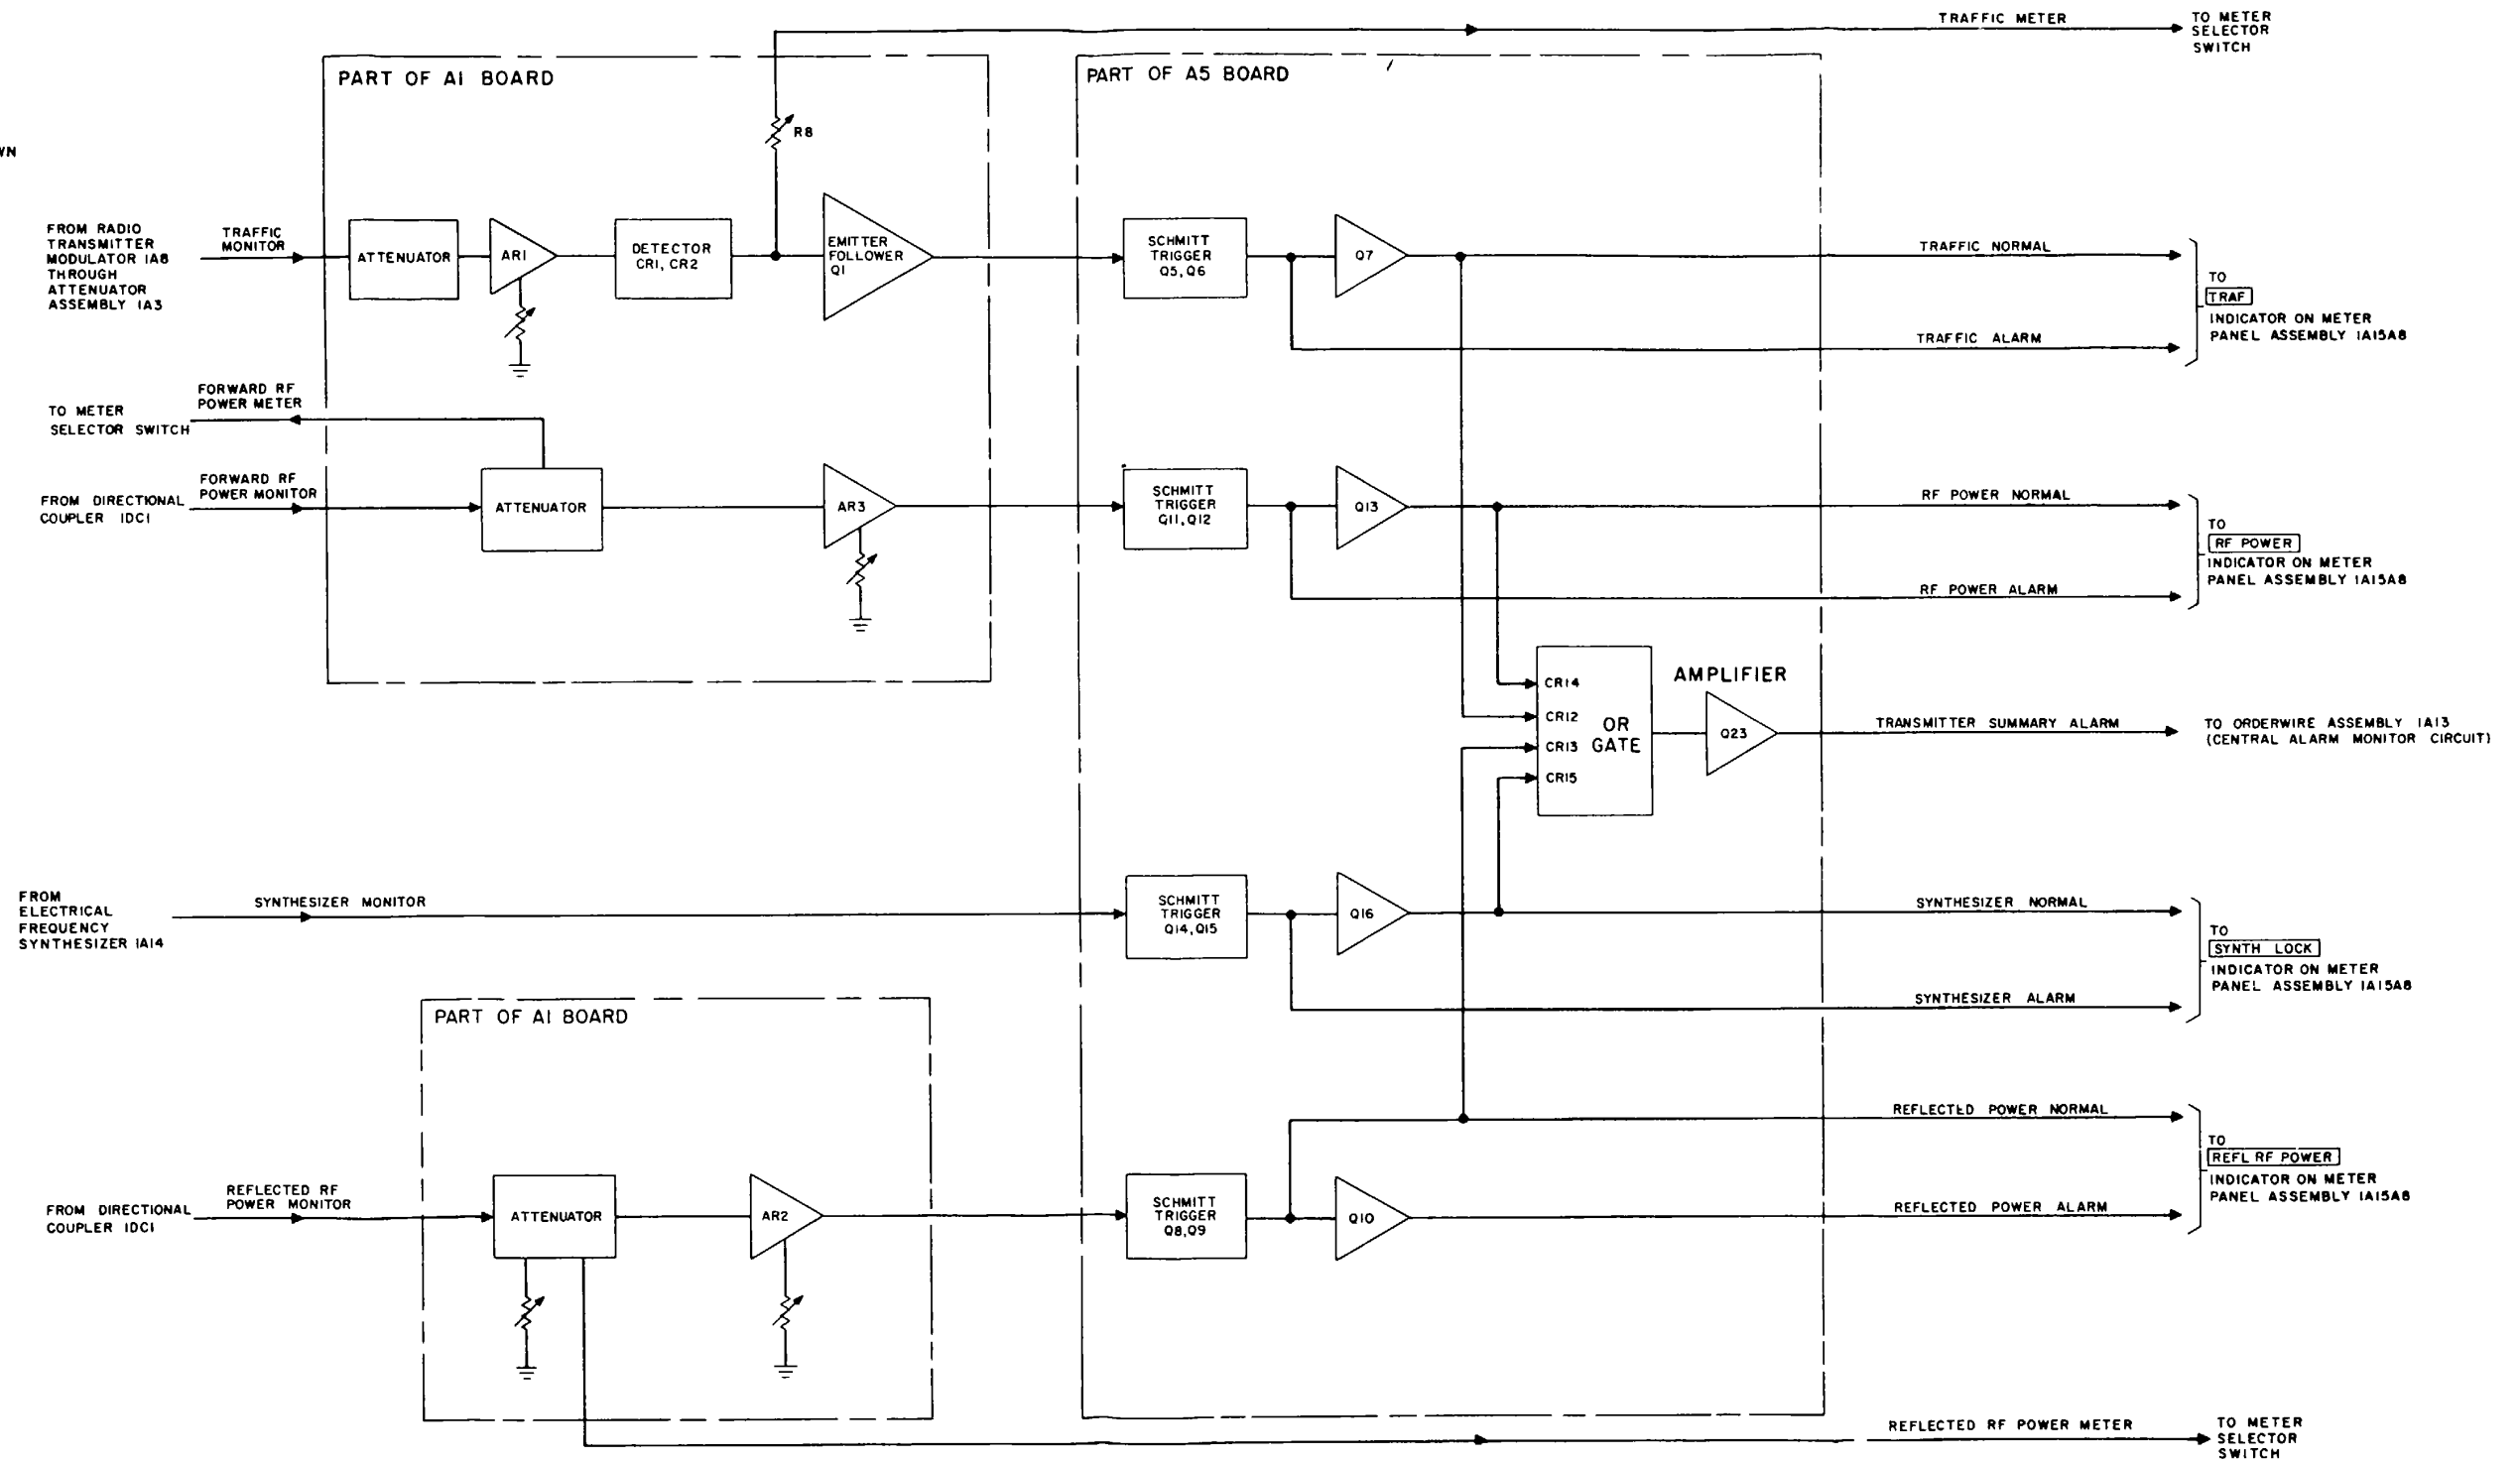 TRAFFIC METER
TO METER
SELECTOR
SWITCH
PART OF A1 BOARD
PART OF A5 BOARD
R8
WN
FROM RADIO
TRANSMITTER
MODULATOR 1A8
THROUGH
ATTENUATOR
ASSEMBLY 1A3
TRAFFIC
MONITOR
ATTENUATOR
AR1
DETECTOR
CR1, CR2
EMITTER
FOLLOWER
Q1
SCHMITT
TRIGGER
Q5, Q6
Q7
TRAFFIC NORMAL
TRAFFIC ALARM
TO
TRAF
INDICATOR ON METER
PANEL ASSEMBLY 1A15A8
TO METER
SELECTOR SWITCH
FORWARD RF
POWER METER
FROM DIRECTIONAL
COUPLER 1DC1
FORWARD RF
POWER MONITOR
ATTENUATOR
AR3
SCHMITT
TRIGGER
Q11, Q12
Q13
RF POWER NORMAL
RF POWER ALARM
TO
RF POWER
INDICATOR ON METER
PANEL ASSEMBLY 1A15A8
CR14
CR12
CR13
CR15
OR
GATE
AMPLIFIER
Q23
TRANSMITTER SUMMARY ALARM
TO ORDERWIRE ASSEMBLY 1A13
(CENTRAL ALARM MONITOR CIRCUIT)
FROM
ELECTRICAL
FREQUENCY
SYNTHESIZER 1A14
SYNTHESIZER MONITOR
SCHMITT
TRIGGER
Q14, Q15
Q16
SYNTHESIZER NORMAL
SYNTHESIZER ALARM
TO
SYNTH LOCK
INDICATOR ON METER
PANEL ASSEMBLY 1A15A8
PART OF A1 BOARD
FROM DIRECTIONAL
COUPLER 1DC1
REFLECTED RF
POWER MONITOR
ATTENUATOR
AR2
SCHMITT
TRIGGER
Q8, Q9
Q10
REFLECTED POWER NORMAL
REFLECTED POWER ALARM
TO
REFL RF POWER
INDICATOR ON METER
PANEL ASSEMBLY 1A15A8
REFLECTED RF POWER METER
TO METER
SELECTOR
SWITCH